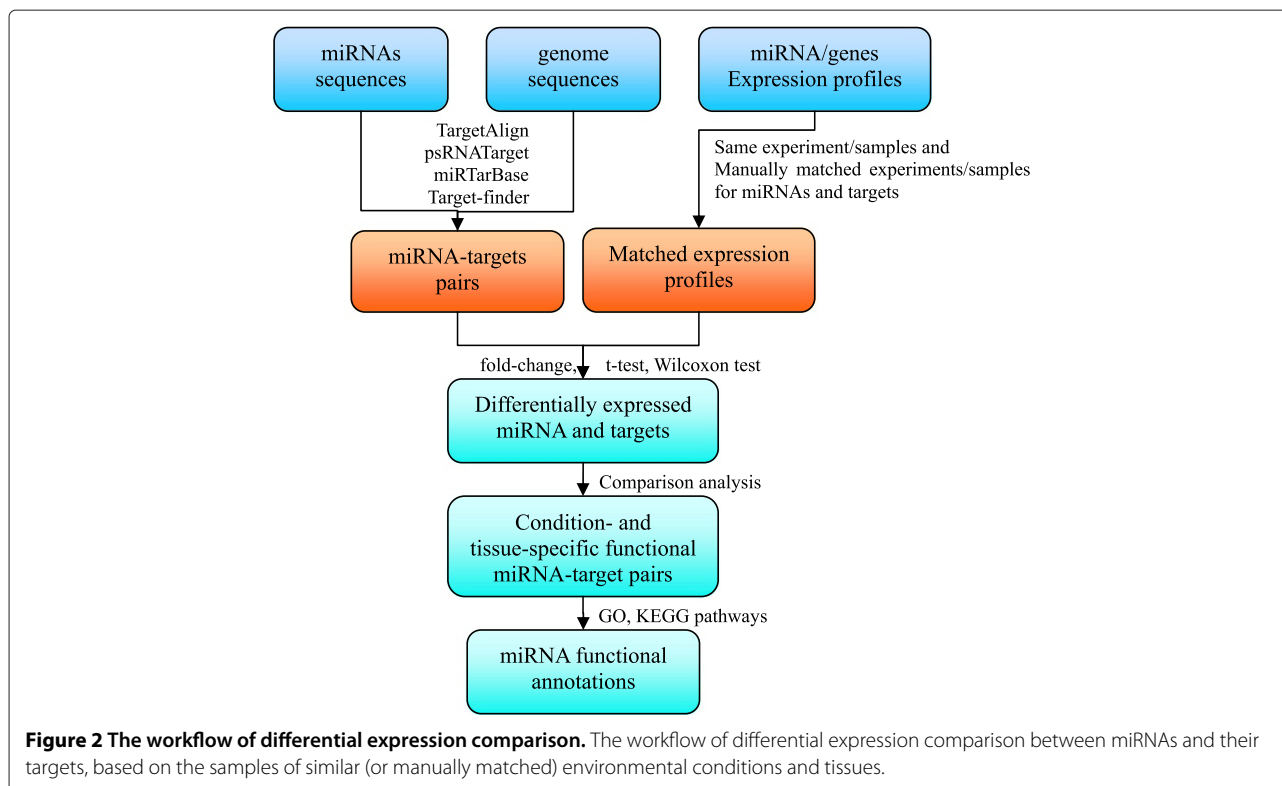 miRNAs
sequences
genome
sequences
miRNA/genes
Expression profiles
TargetAlign
psRNATarget
miRTarBase
Target-finder
Same experiment/samples and
Manually matched experiments/samples
for miRNAs and targets
miRNA-targets
pairs
Matched expression
profiles
fold-change, t-test, Wilcoxon test
Differentially expressed
miRNA and targets
Comparison analysis
Condition- and
tissue-specific functional
miRNA-target pairs
GO, KEGG pathways
miRNA functional
annotations
Figure 2 The workflow of differential expression comparison. The workflow of differential expression comparison between miRNAs and their
targets, based on the samples of similar (or manually matched) environmental conditions and tissues.